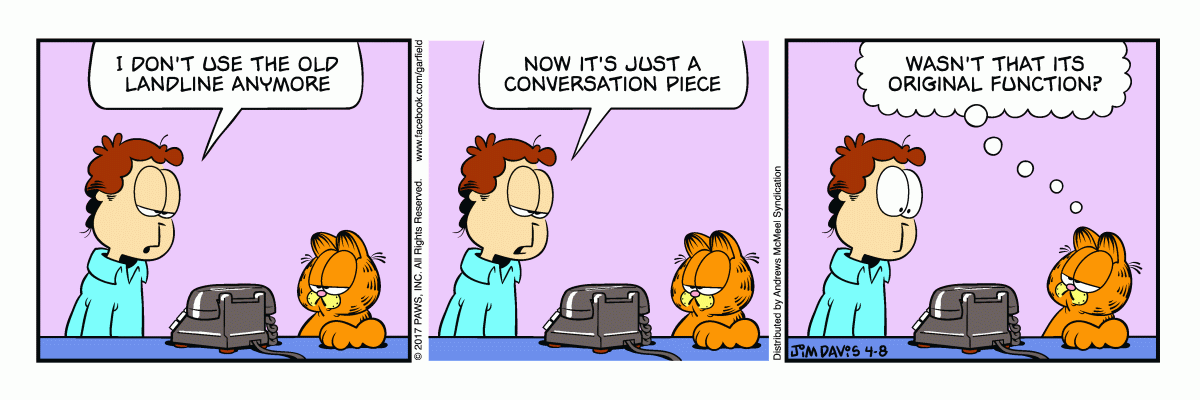 I DON'T USE THE OLD
LANDLINE ANYMORE
© 2017 PAWS, INC. All Rights Reserved. www.facebook.com/garfield
NOW IT'S JUST A
CONVERSATION PIECE
Distributed by Andrews McMeel Syndication
WASN'T THAT ITS
ORIGINAL FUNCTION?
JIM DAVIS 4-8